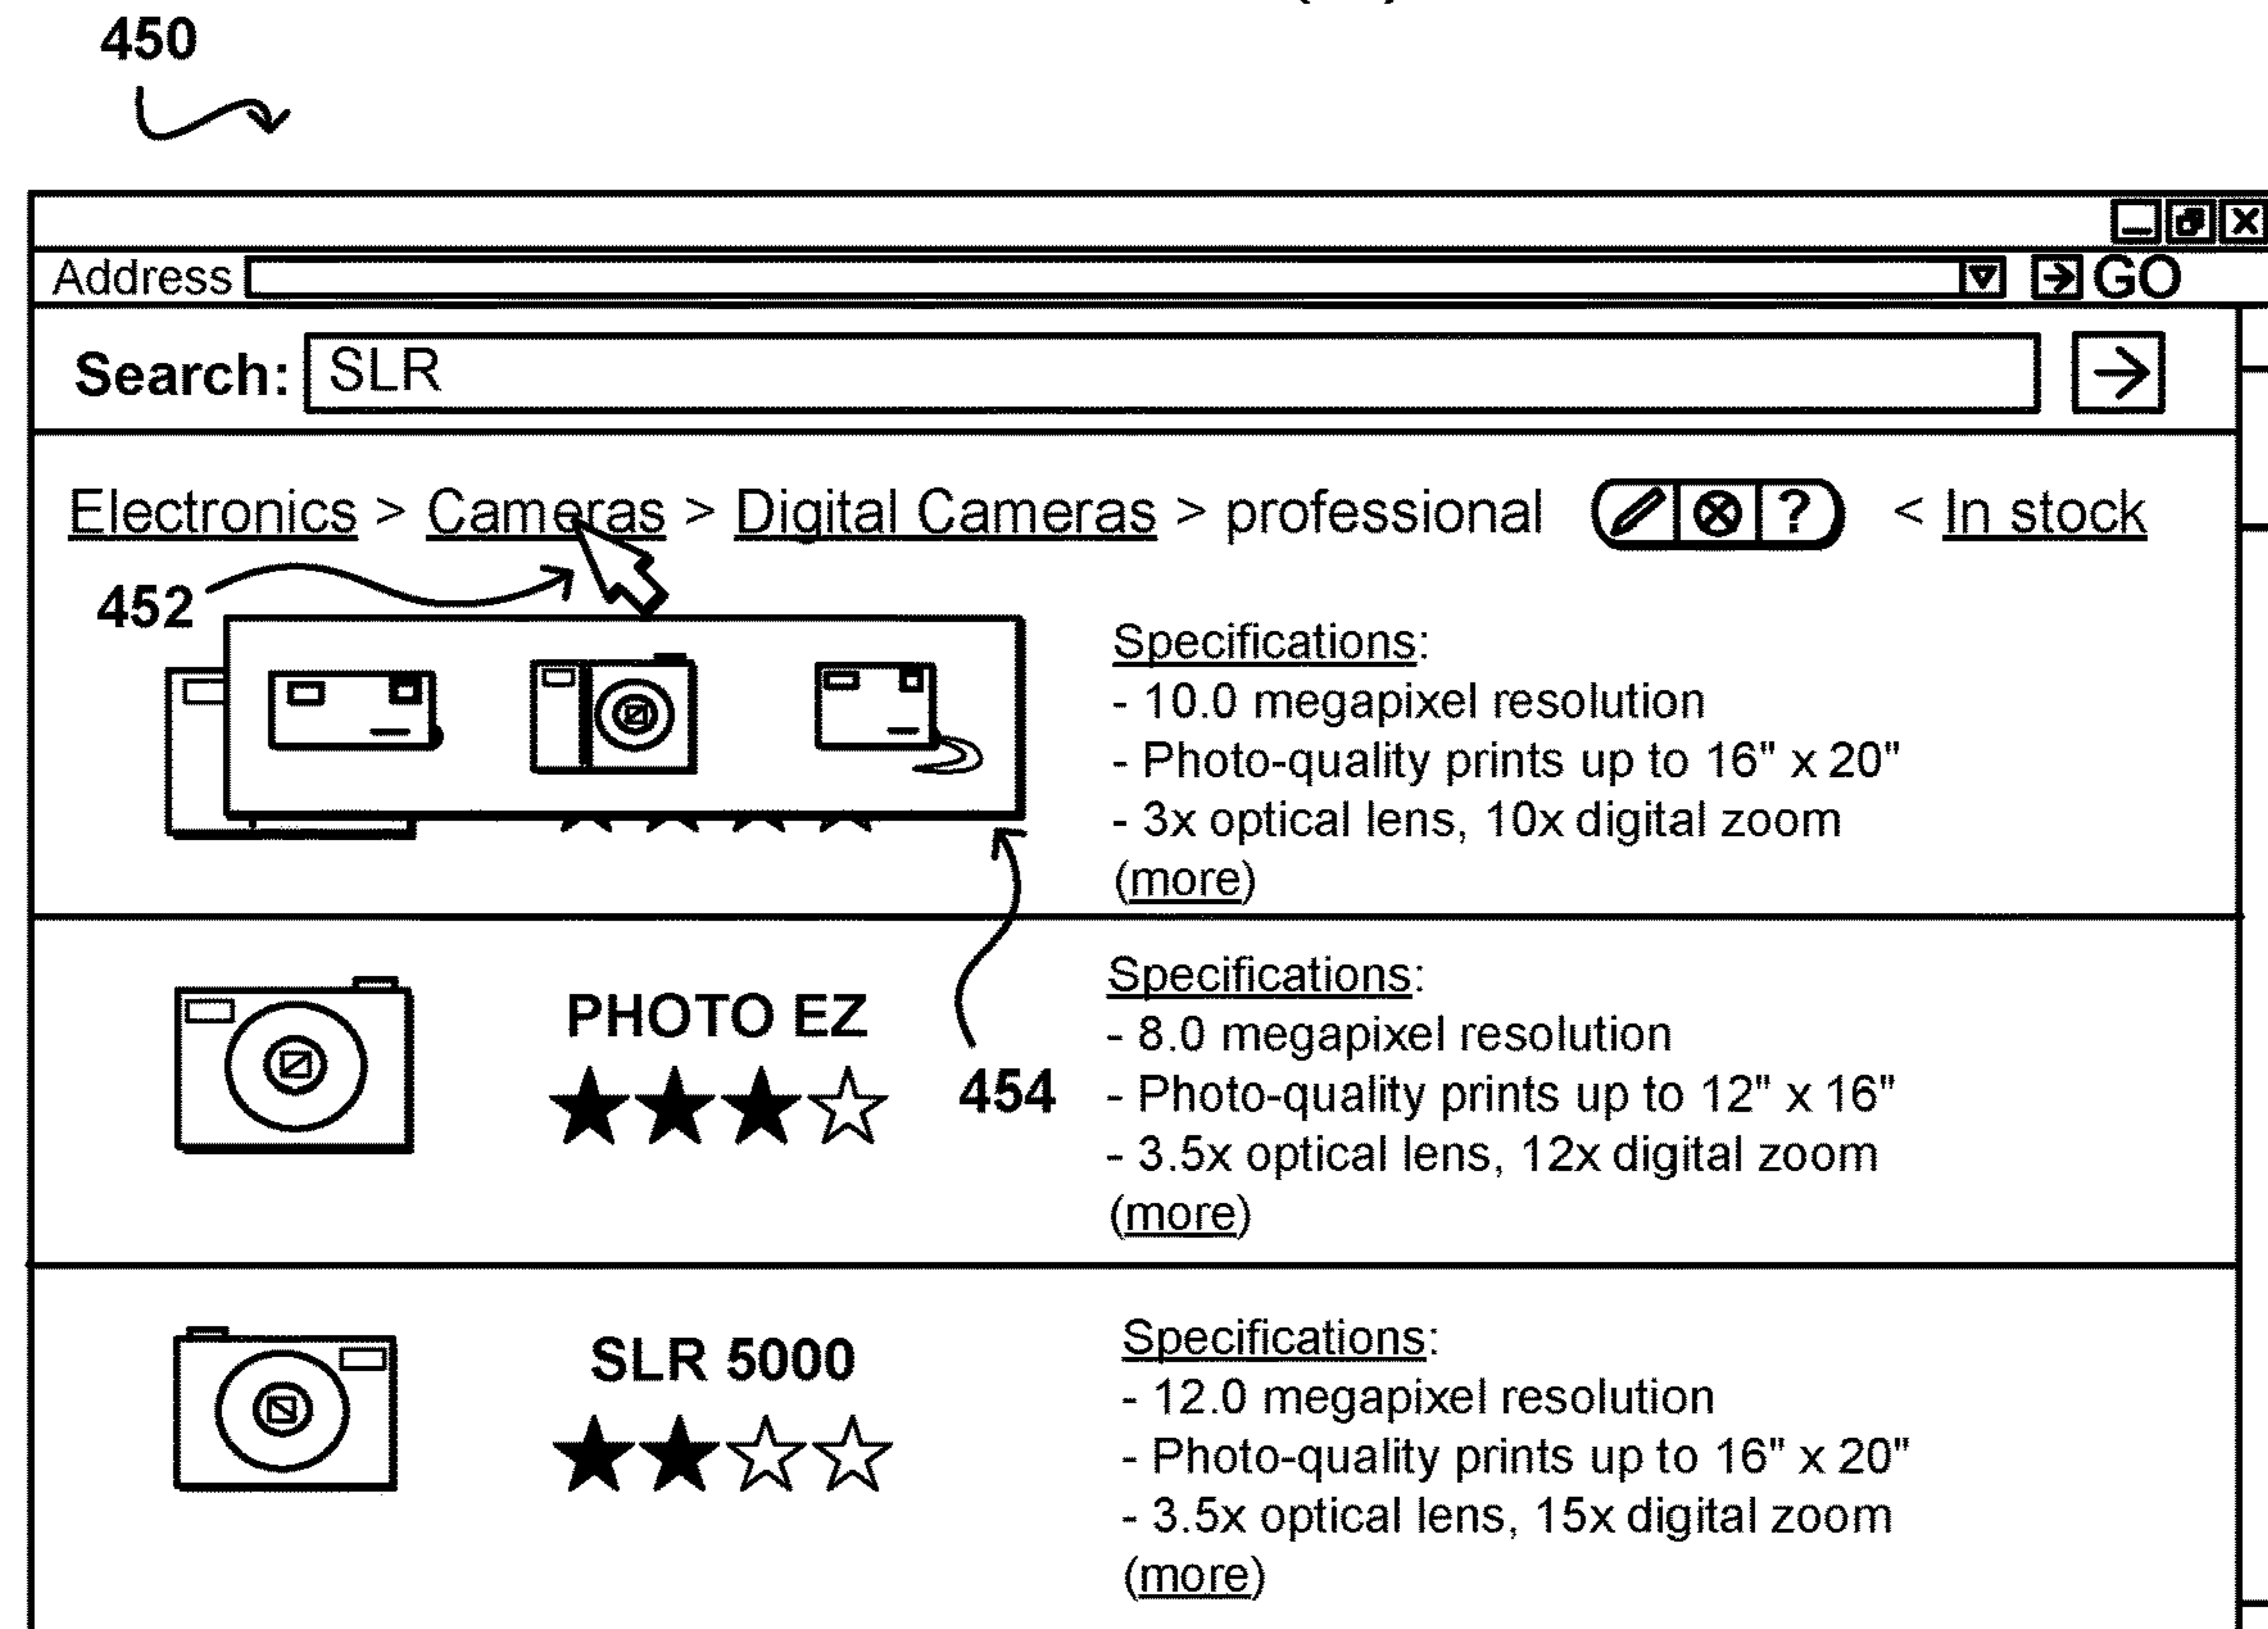 450
Address GO
Search: SLR
Electronics > Cameras > Digital Cameras > professional ? < In stock
452
Specifications:
- 10.0 megapixel resolution
- Photo-quality prints up to 16" x 20"
- 3x optical lens, 10x digital zoom
(more)
PHOTO EZ
454
Specifications:
- 8.0 megapixel resolution
- Photo-quality prints up to 12" x 16"
- 3.5x optical lens, 12x digital zoom
(more)
SLR 5000
Specifications:
- 12.0 megapixel resolution
- Photo-quality prints up to 16" x 20"
- 3.5x optical lens, 15x digital zoom
(more)